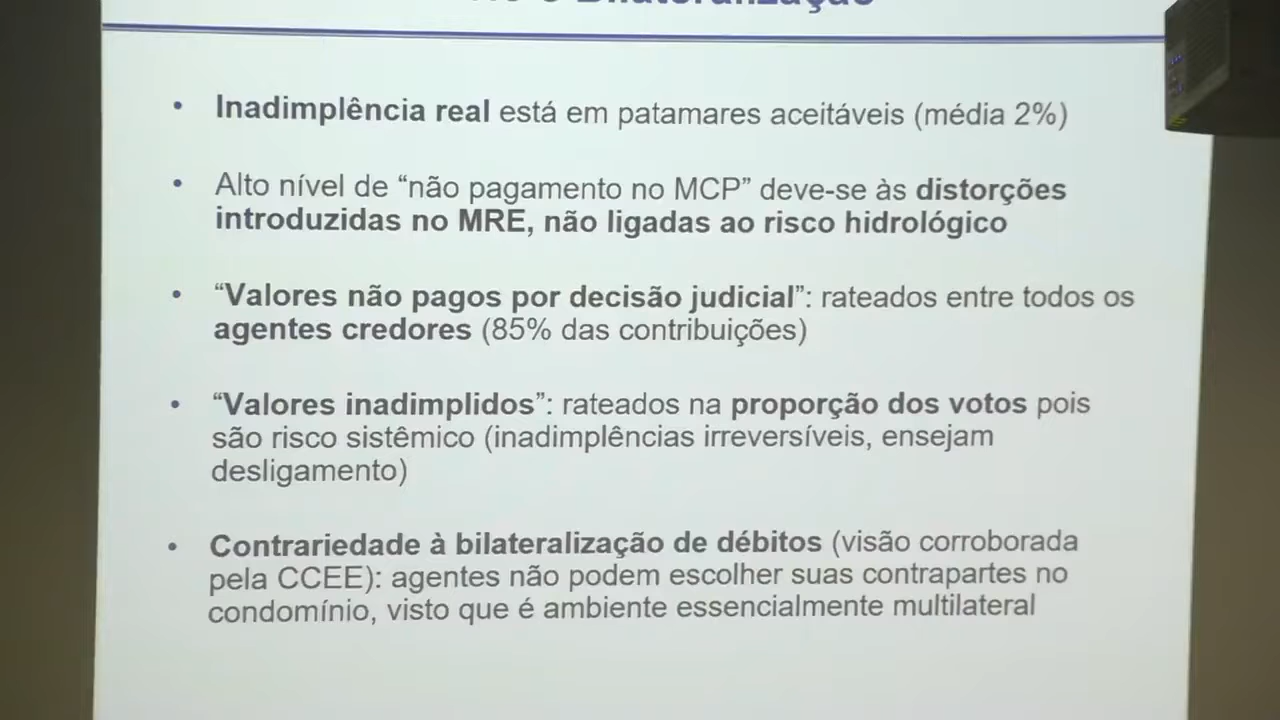 Bilateralização
• Inadimplência real está em patamares aceitáveis (média 2%)
• Alto nível de “não pagamento no MCP” deve-se às distorções
introduzidas no MRE, não ligadas ao risco hidrológico
• “Valores não pagos por decisão judicial”: rateados entre todos os
agentes credores (85% das contribuições)
• “Valores inadimplidos”: rateados na proporção dos votos pois
são risco sistêmico (inadimplências irreversíveis, ensejam
desligamento)
• Contrariedade à bilateralização de débitos (visão corroborada
pela CCEE): agentes não podem escolher suas contrapartes no
condomínio, visto que é ambiente essencialmente multilateral